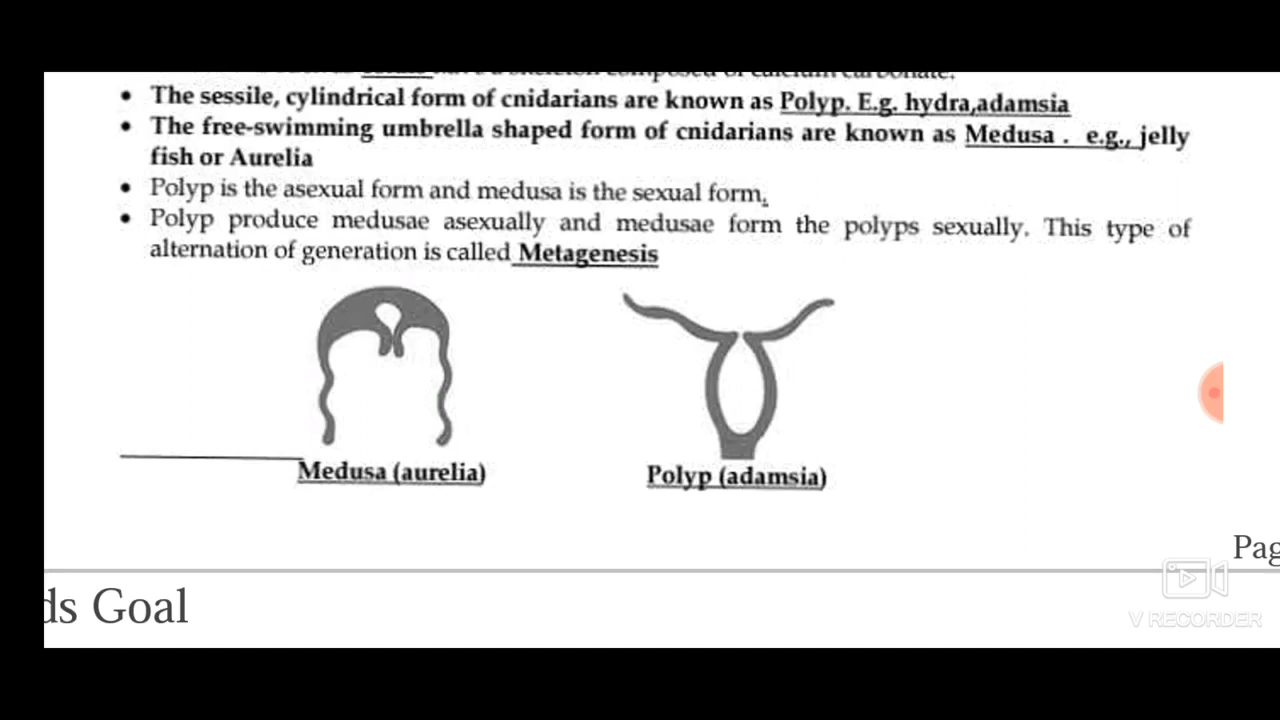 The sessile, cylindrical form of cnidarians are known as Polyp. E.g. hydra,adamsia
The free-swimming umbrella shaped form of cnidarians are known as Medusa . e.g., jelly
fish or Aurelia
Polyp is the asexual form and medusa is the sexual form.
Polyp produce medusae asexually and medusae form the polyps sexually. This type of
alternation of generation is called Metagenesis
Medusa (aurelia)
Polyp (adamsia)
Pag
ds Goal
V RECORDER